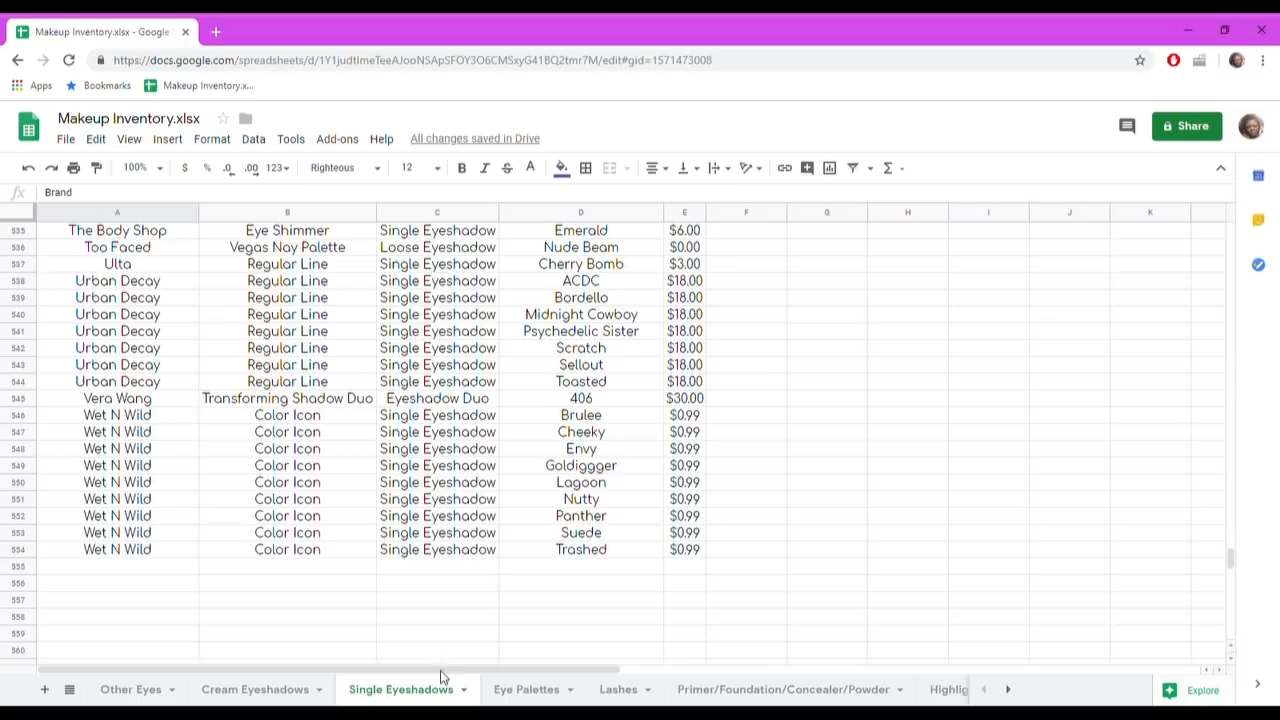 Makeup Inventory.xlsx - Google
https://docs.google.com/spreadsheets/d/1Y1judtImeTeeAJooNSApSFOY3O6CMSxyG41BQ2tmr7M/edit#gid=1571473008
Apps Bookmarks Makeup Inventory.x...
Makeup Inventory.xlsx
File Edit View Insert Format Data Tools Add-ons Help All changes saved in Drive
Share
100% $ % .0 .00 123 Righteous 12 B I S A Σ
fx Brand
A B C D E F G H I J K
535 The Body Shop Eye Shimmer Single Eyeshadow Emerald $6.00
536 Too Faced Vegas Nay Palette Loose Eyeshadow Nude Beam $0.00
537 Ulta Regular Line Single Eyeshadow Cherry Bomb $3.00
538 Urban Decay Regular Line Single Eyeshadow ACDC $18.00
539 Urban Decay Regular Line Single Eyeshadow Bordello $18.00
540 Urban Decay Regular Line Single Eyeshadow Midnight Cowboy $18.00
541 Urban Decay Regular Line Single Eyeshadow Psychedelic Sister $18.00
542 Urban Decay Regular Line Single Eyeshadow Scratch $18.00
543 Urban Decay Regular Line Single Eyeshadow Sellout $18.00
544 Urban Decay Regular Line Single Eyeshadow Toasted $18.00
545 Vera Wang Transforming Shadow Duo Eyeshadow Duo 406 $30.00
546 Wet N Wild Color Icon Single Eyeshadow Brulee $0.99
547 Wet N Wild Color Icon Single Eyeshadow Cheeky $0.99
548 Wet N Wild Color Icon Single Eyeshadow Envy $0.99
549 Wet N Wild Color Icon Single Eyeshadow Goldiggger $0.99
550 Wet N Wild Color Icon Single Eyeshadow Lagoon $0.99
551 Wet N Wild Color Icon Single Eyeshadow Nutty $0.99
552 Wet N Wild Color Icon Single Eyeshadow Panther $0.99
553 Wet N Wild Color Icon Single Eyeshadow Suede $0.99
554 Wet N Wild Color Icon Single Eyeshadow Trashed $0.99
555
556
557
558
559
560
Other Eyes Cream Eyeshadows Single Eyeshadows Eye Palettes Lashes Primer/Foundation/Concealer/Powder Highlig Explore